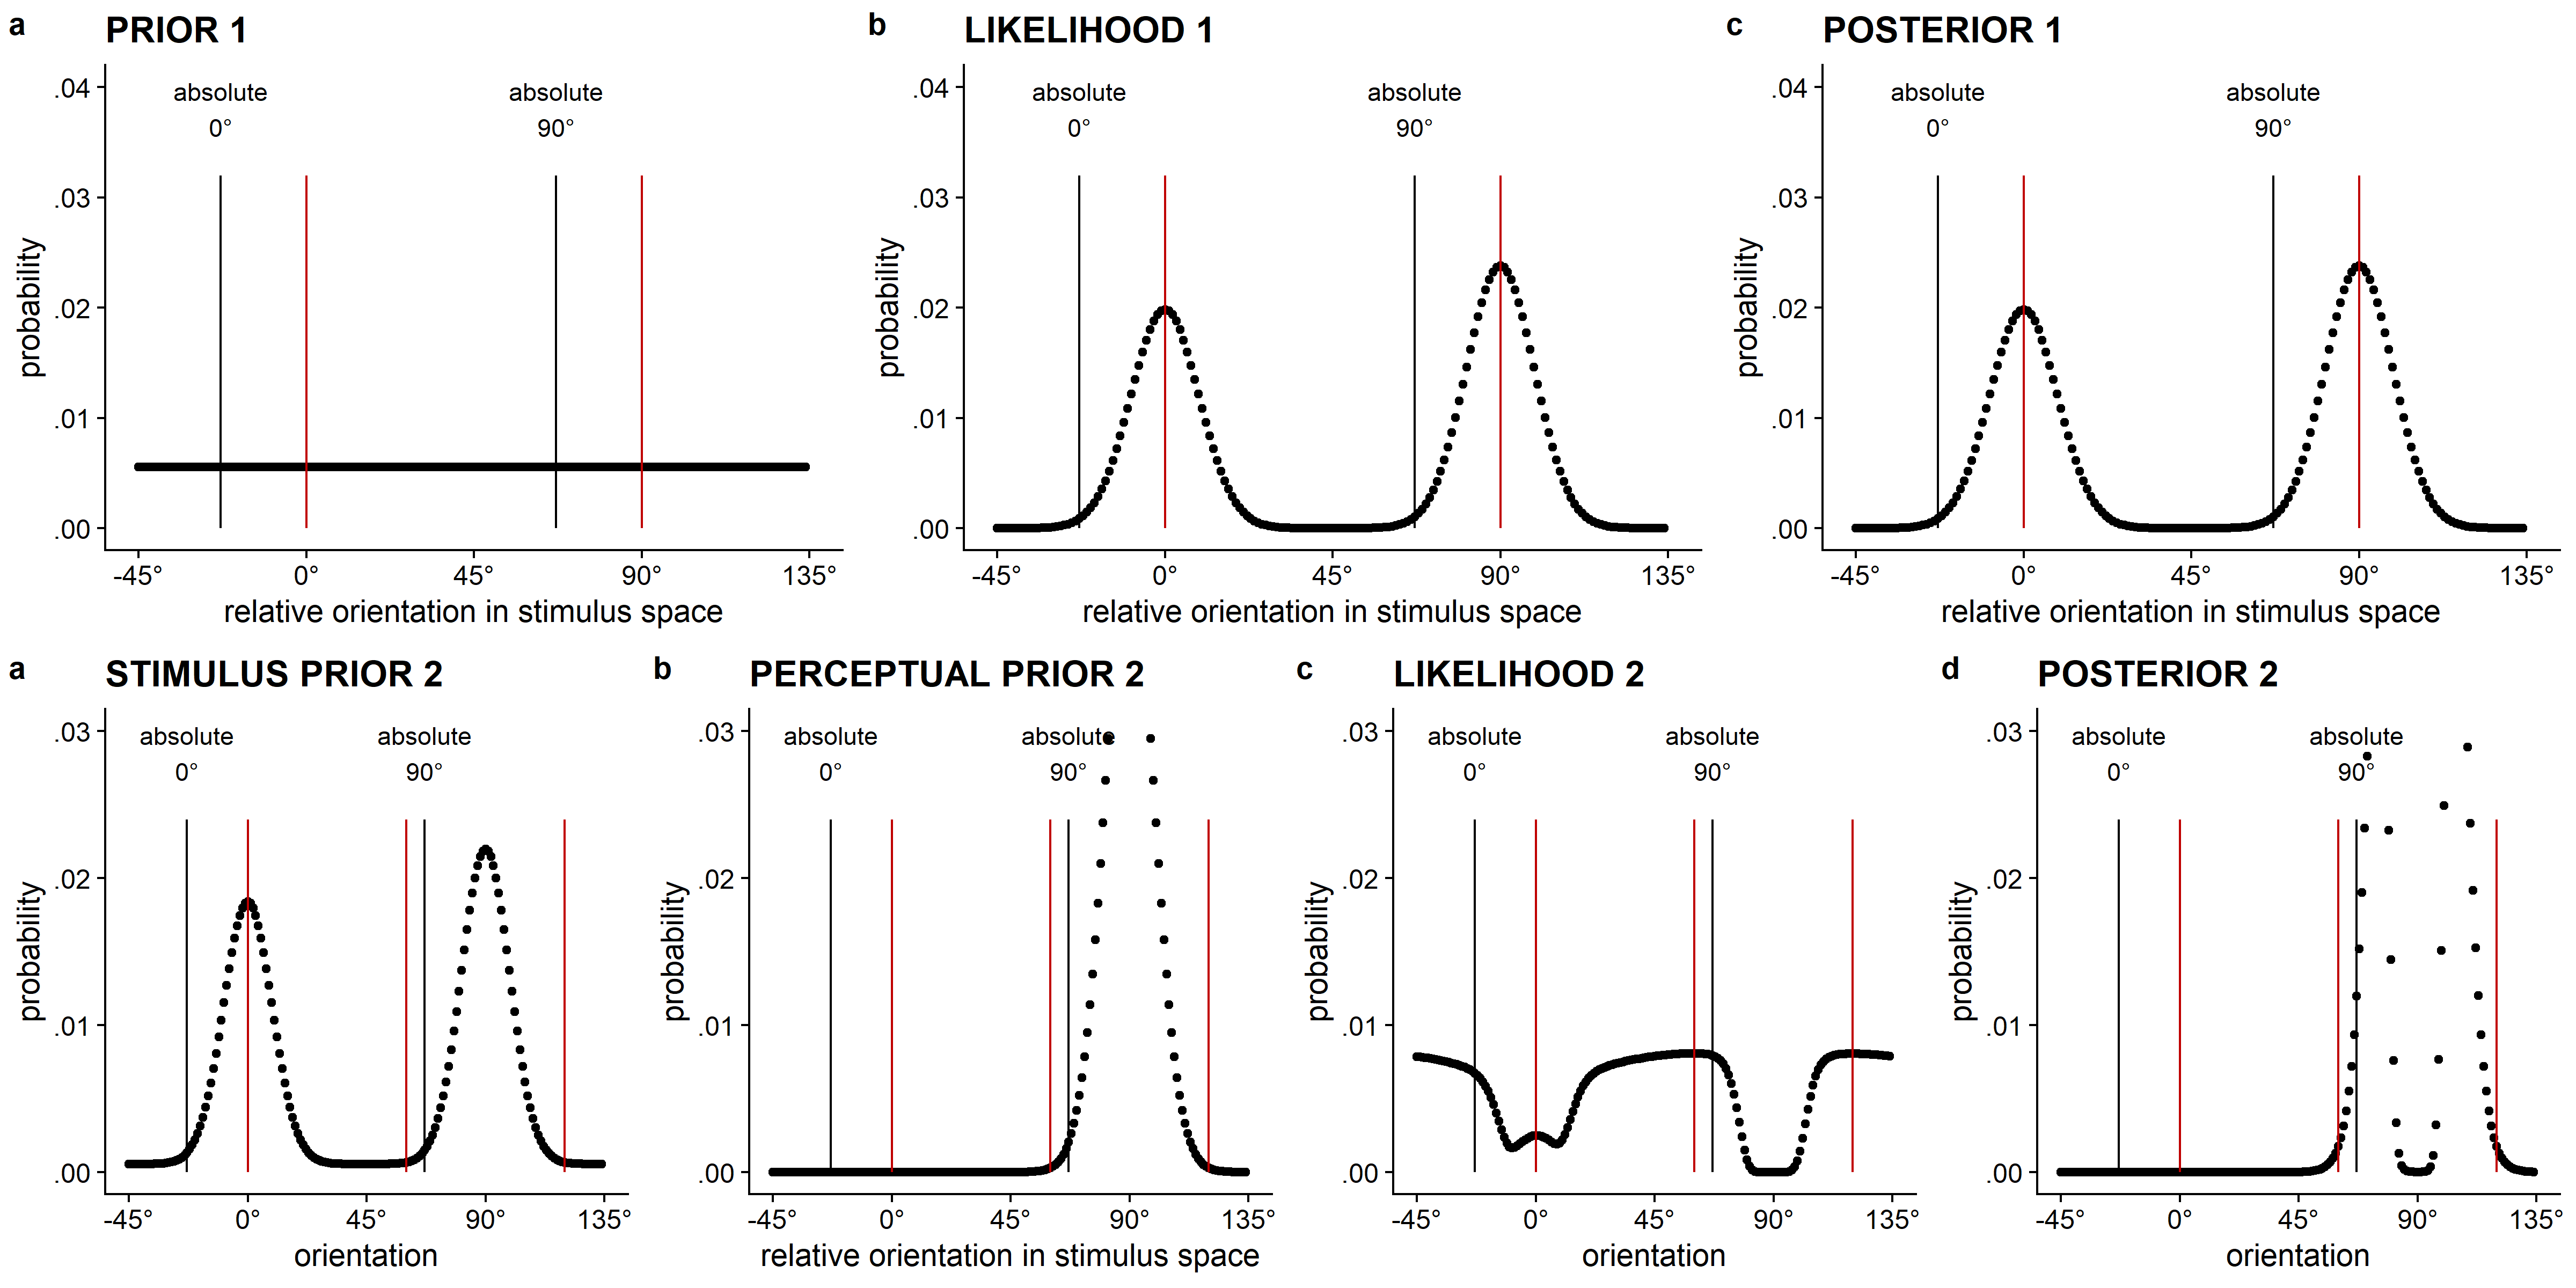 a PRIOR 1
absolute
0°
absolute
90°
.04
.03
.02
.01
.00
probability
-45° 0° 45° 90° 135°
relative orientation in stimulus space
b LIKELIHOOD 1
absolute
0°
absolute
90°
.04
.03
.02
.01
.00
probability
-45° 0° 45° 90° 135°
relative orientation in stimulus space
c POSTERIOR 1
absolute
0°
absolute
90°
.04
.03
.02
.01
.00
probability
-45° 0° 45° 90° 135°
relative orientation in stimulus space
a STIMULUS PRIOR 2
absolute
0°
absolute
90°
.03
.02
.01
.00
probability
-45° 0° 45° 90° 135°
orientation
b PERCEPTUAL PRIOR 2
absolute
0°
absolute
90°
.03
.02
.01
.00
probability
-45° 0° 45° 90° 135°
relative orientation in stimulus space
c LIKELIHOOD 2
absolute
0°
absolute
90°
.03
.02
.01
.00
probability
-45° 0° 45° 90° 135°
orientation
d POSTERIOR 2
absolute
0°
absolute
90°
.03
.02
.01
.00
probability
-45° 0° 45° 90° 135°
orientation